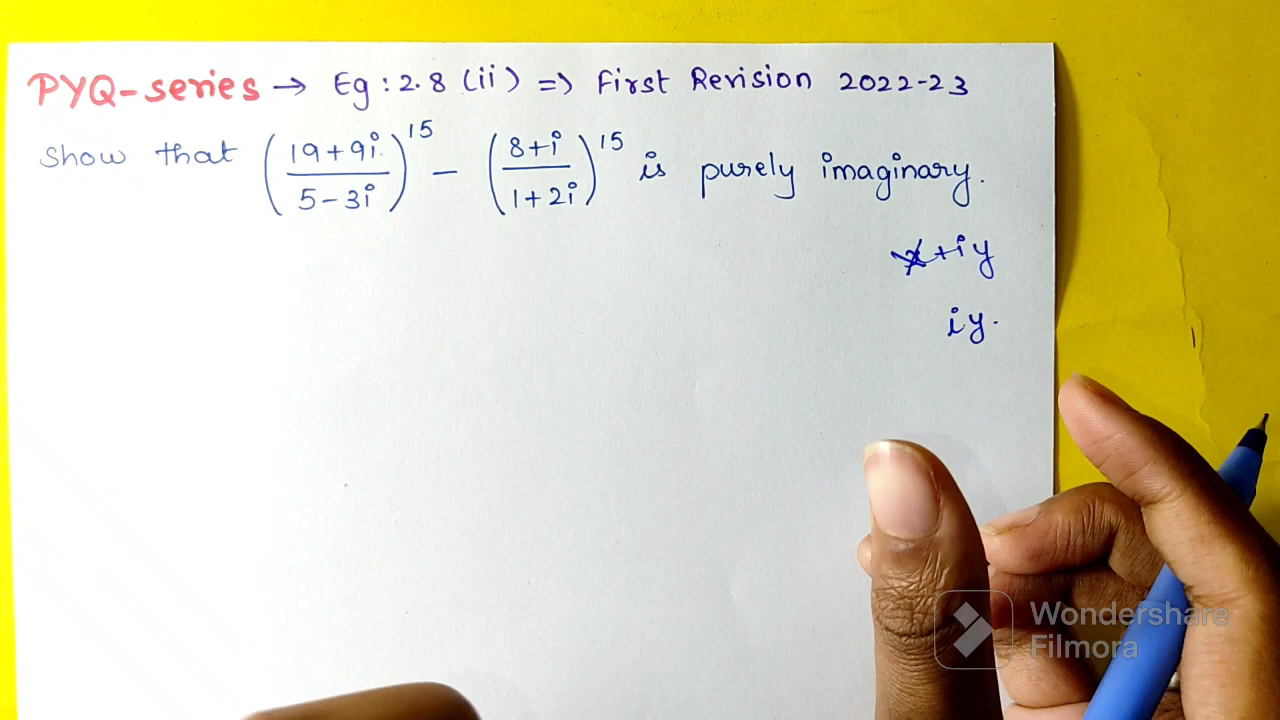 PYQ-series → Eg : 2.8 (ii) => First Revision 2022-23
Show that ((19+9i)/(5-3i))^15 - ((8+i)/(1+2i))^15 is purely imaginary.
x+iy
iy.
Wondershare
Filmora